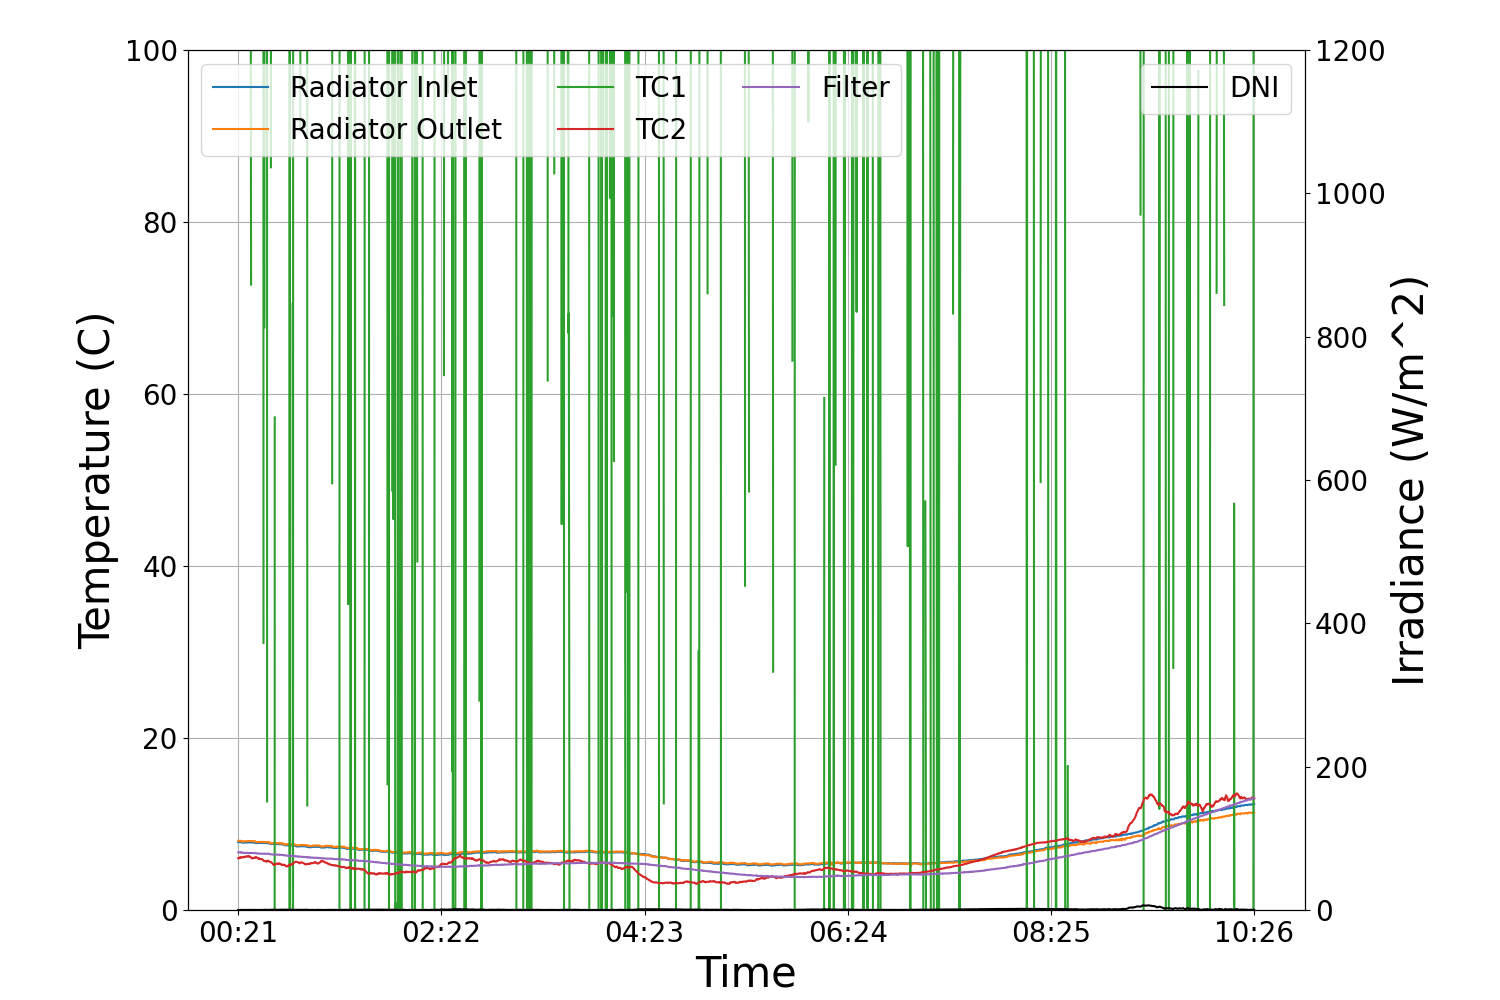 100
80
60
40
20
0
Temperature (C)
Radiator Inlet
Radiator Outlet
TC1
TC2
Filter
DNI
1200
1000
800
600
400
200
0
Irradiance (W/m^2)
00:21
02:22
04:23
06:24
08:25
10:26
Time